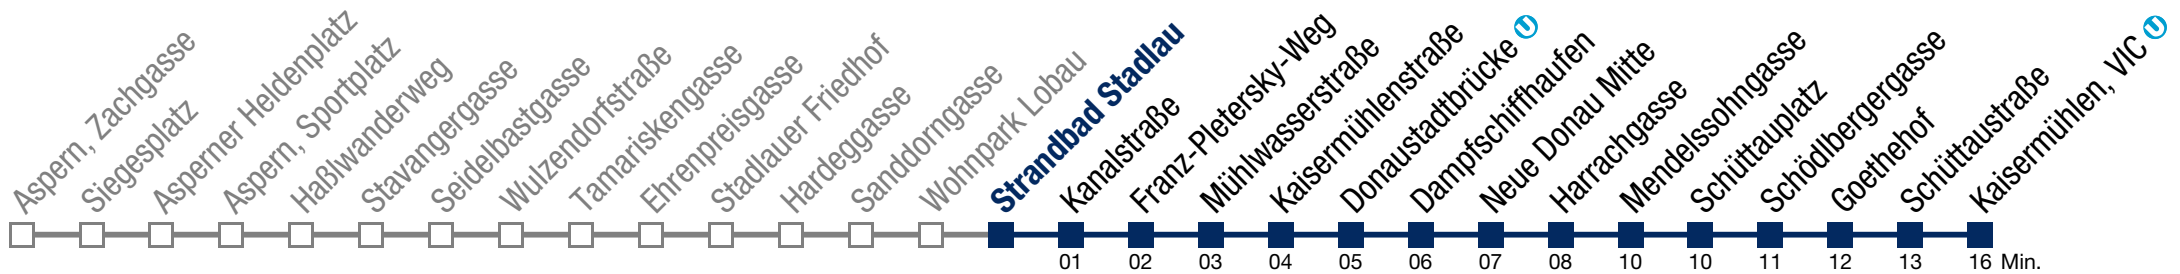 Aspern, Zachgasse
Siegesplatz
Asperner Heldenplatz
Aspern, Sportplatz
Haßlwanderweg
Stavangergasse
Seidelbastgasse
Wulzendorfstraße
Tamariskengasse
Ehrenpreisgasse
Stadlauer Friedhof
Hardeggasse
Sanddorngasse
Wohnpark Lobau
Strandbad Stadlau
Kanalstraße
Franz-Pletersky-Weg
Mühlwasserstraße
Kaisermühlenstraße
Donaustadtbrücke U
Dampfschiffhaufen
Neue Donau Mitte
Harrachgasse
Mendelssohngasse
Schüttauplatz
Schödlbergergasse
Goethehof
Schüttaustraße
Kaisermühlen, VIC U
01 02 03 04 05 06 07 08 10 10 11 12 13 16 Min.